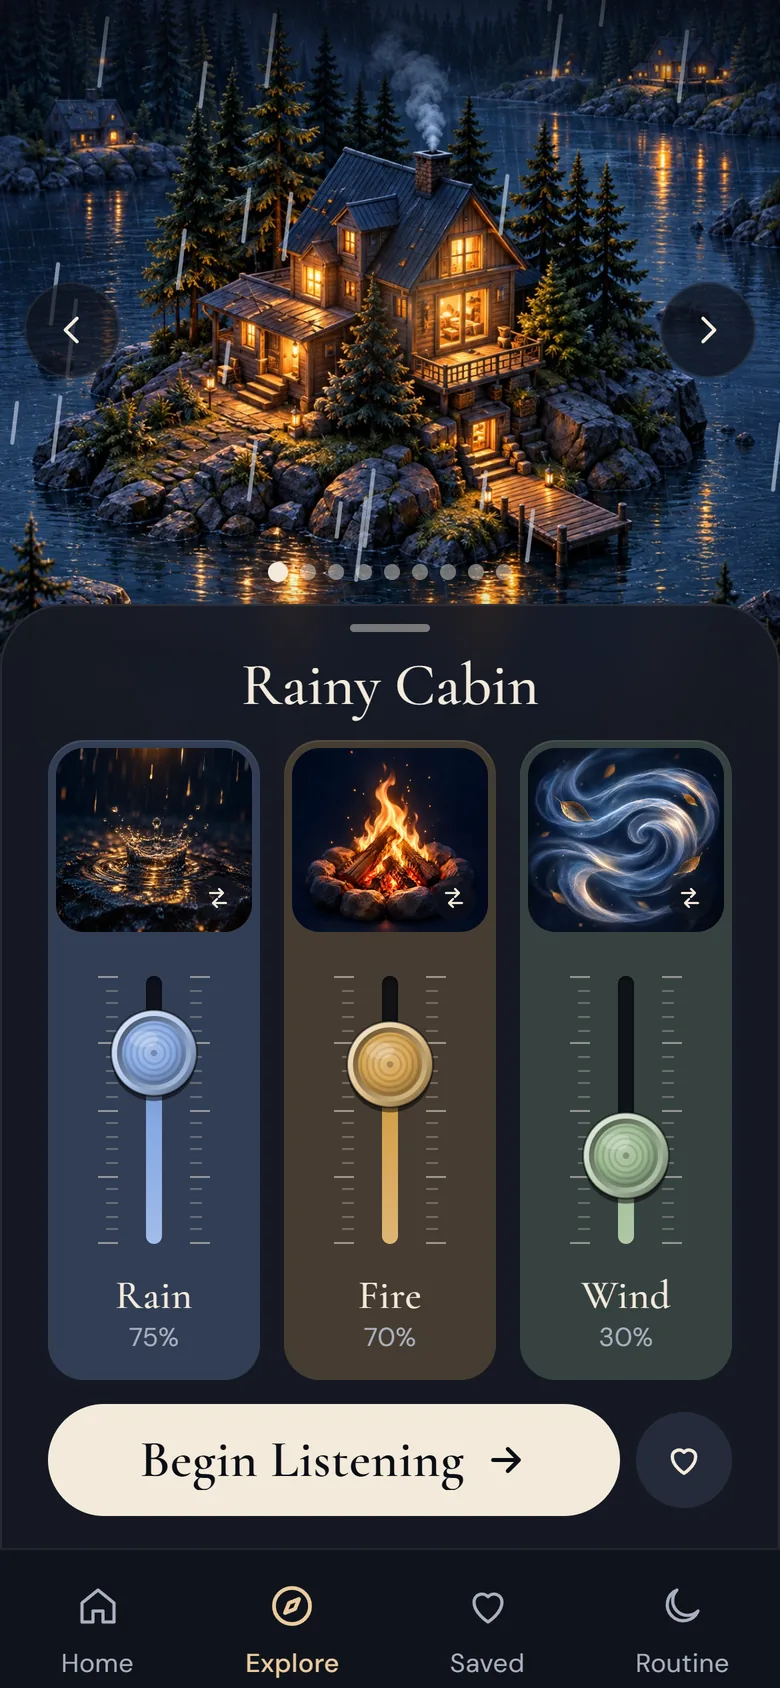 Rainy Cabin
Rain
75%
Fire
70%
Wind
30%
Begin Listening
Home
Explore
Saved
Routine